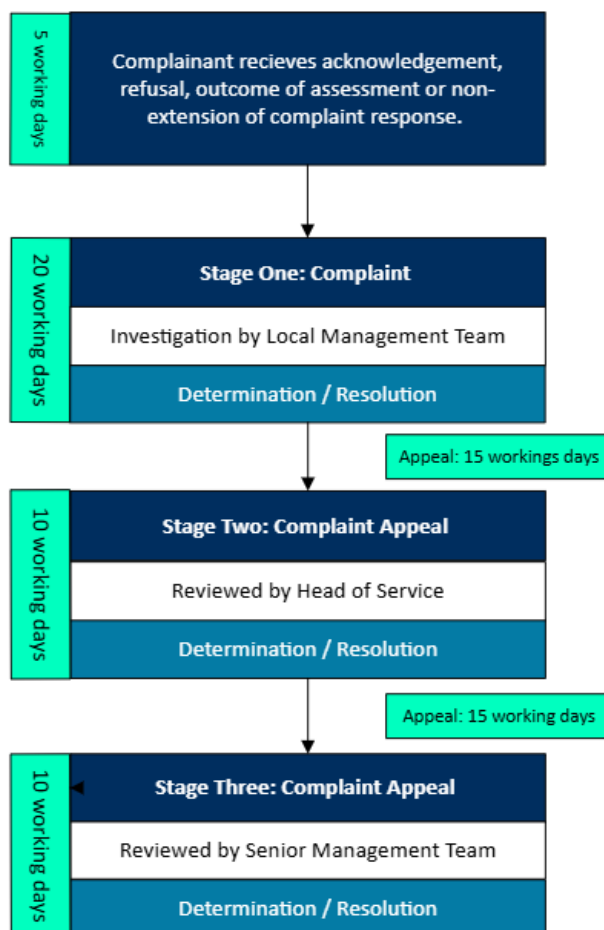 5 working days
Complainant recieves acknowledgement,
refusal, outcome of assessment or non-
extension of complaint response.
20 working days
Stage One: Complaint
Investigation by Local Management Team
Determination / Resolution
Appeal: 15 workings days
10 working days
Stage Two: Complaint Appeal
Reviewed by Head of Service
Determination / Resolution
Appeal: 15 working days
10 working days
Stage Three: Complaint Appeal
Reviewed by Senior Management Team
Determination / Resolution